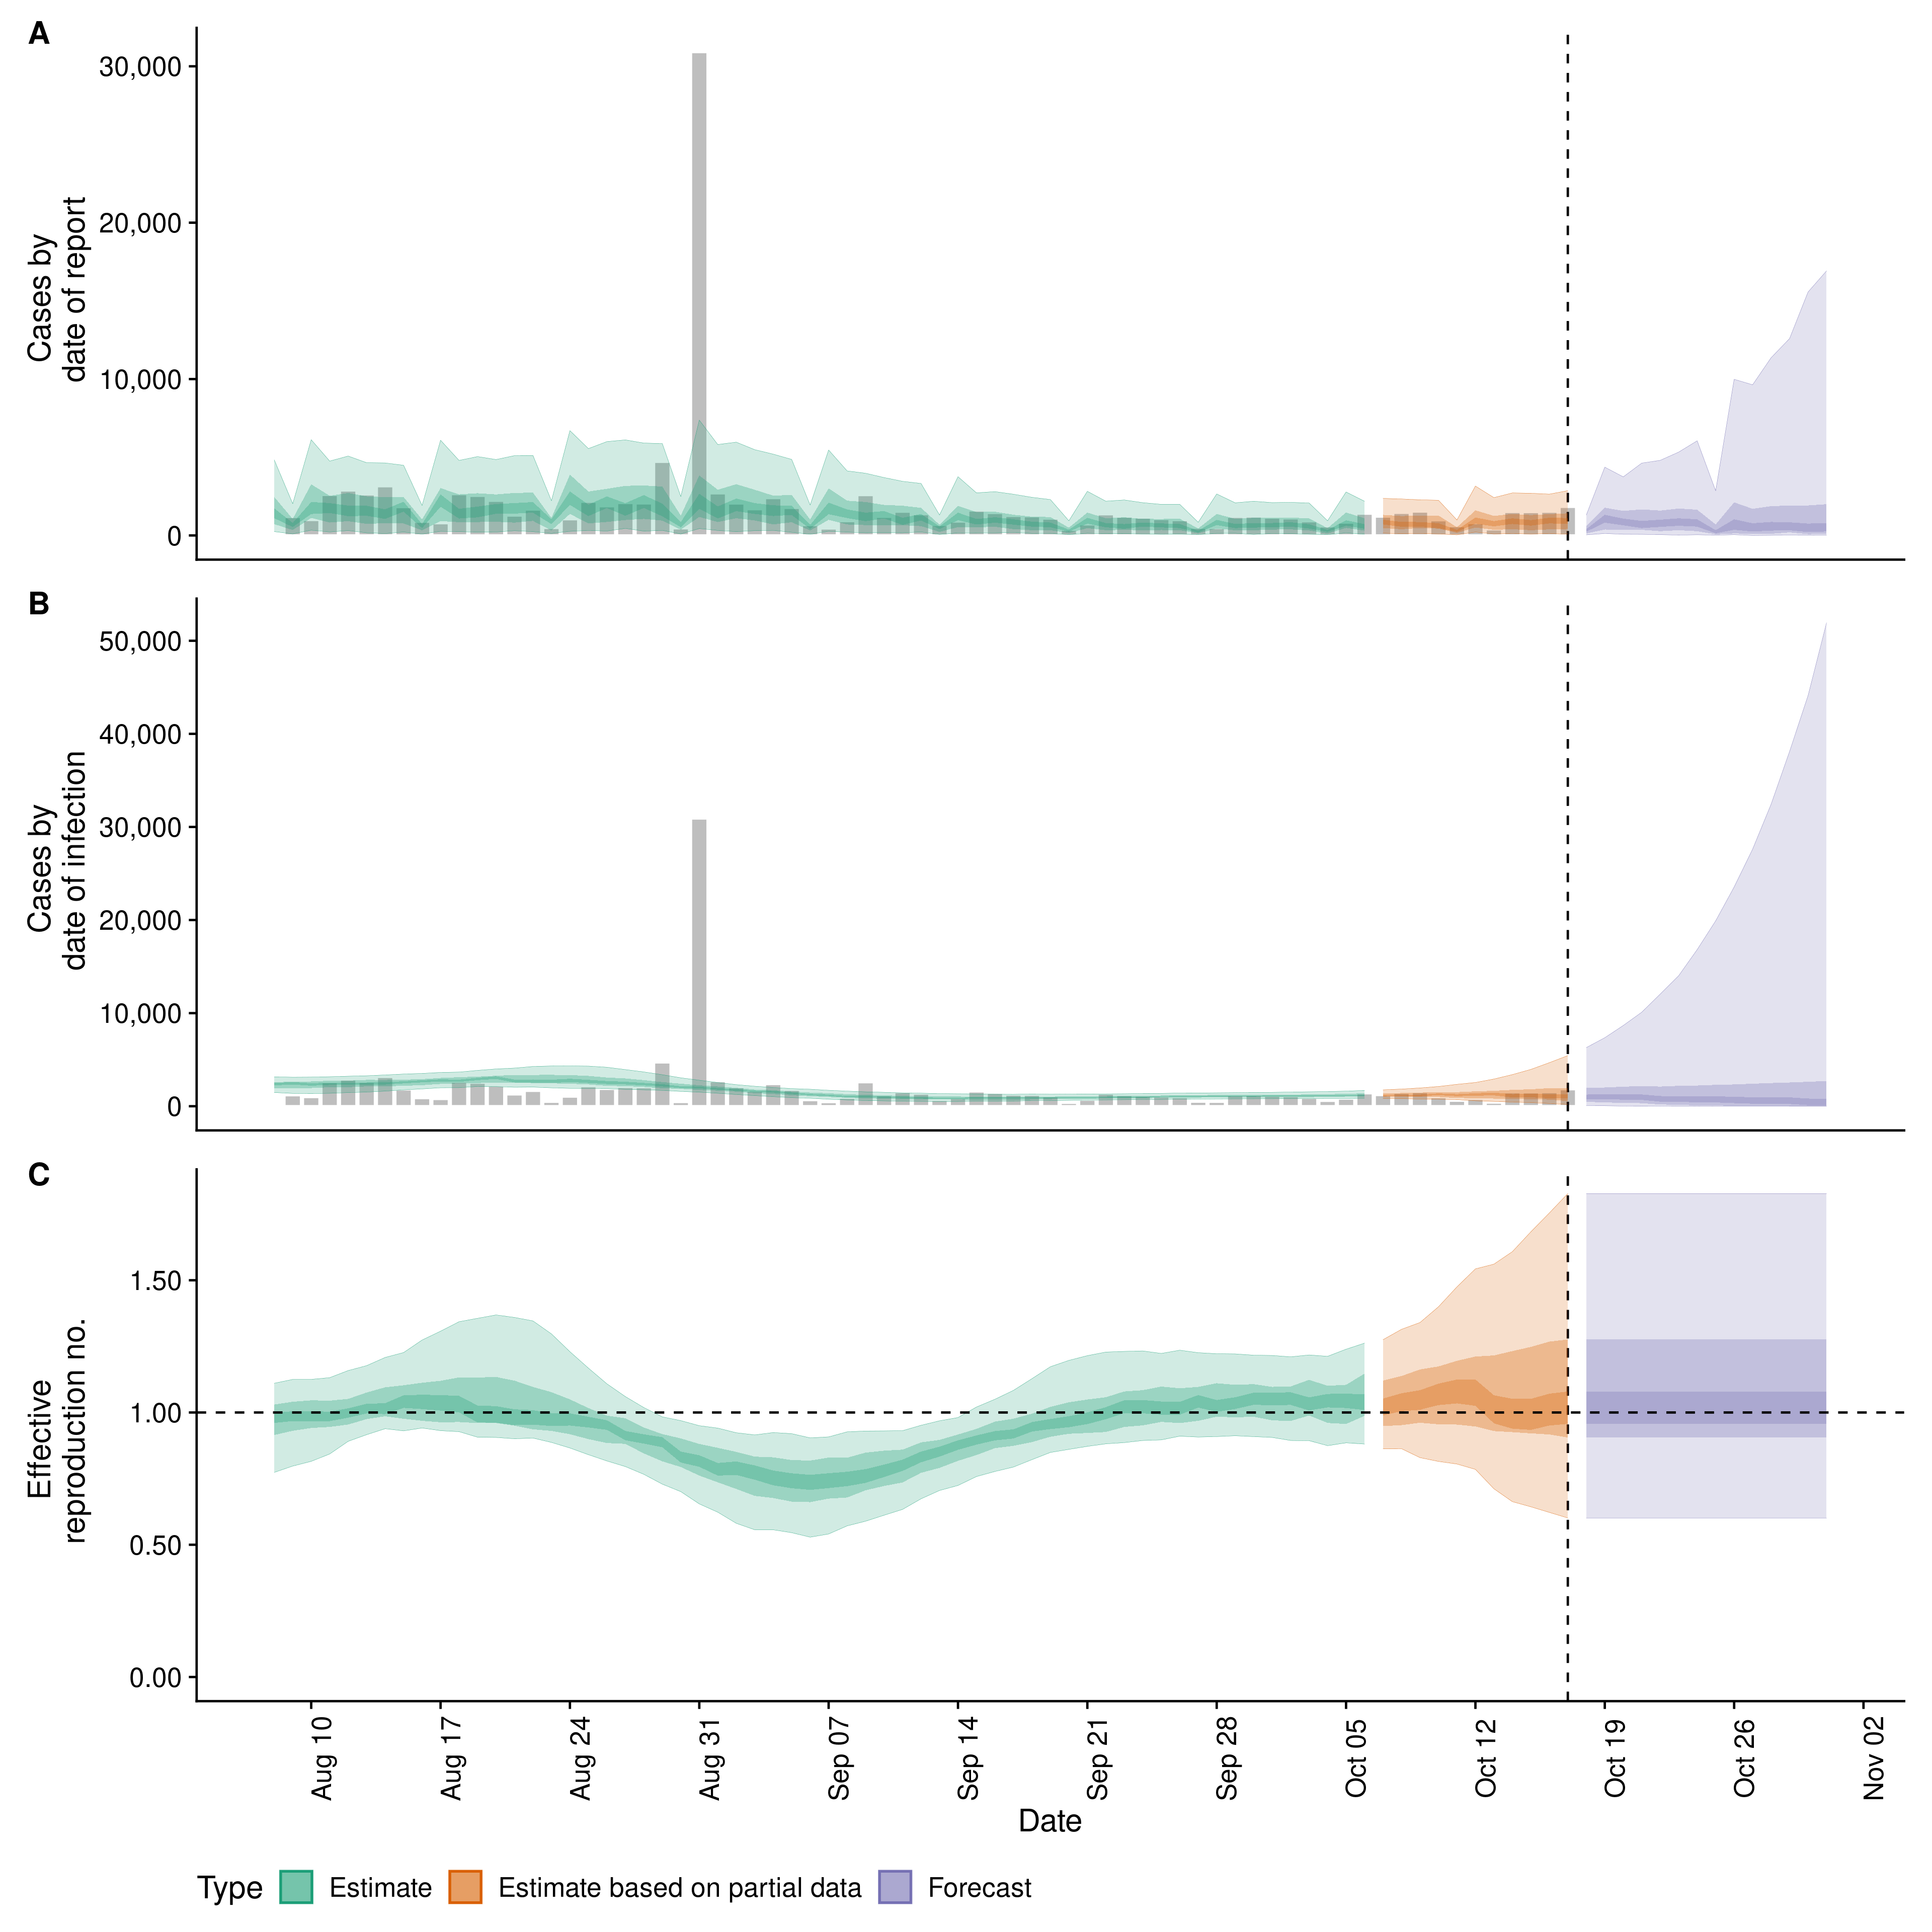 A
Cases by
date of report
30,000
20,000
10,000
0
B
Cases by
date of infection
50,000
40,000
30,000
20,000
10,000
0
C
Effective
reproduction no.
1.50
1.00
0.50
0.00
Aug 10
Aug 17
Aug 24
Aug 31
Sep 07
Sep 14
Sep 21
Sep 28
Oct 05
Oct 12
Oct 19
Oct 26
Nov 02
Date
Type Estimate Estimate based on partial data Forecast